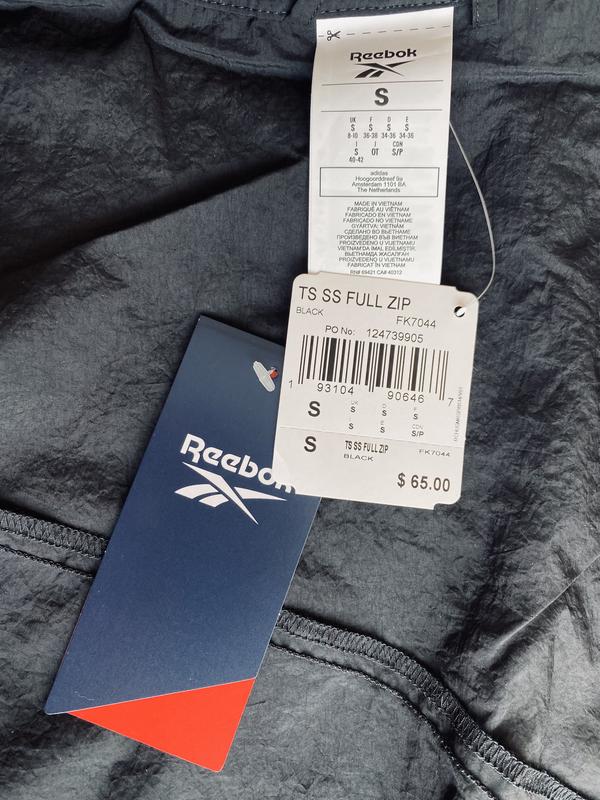 Reebok
S
UK F D E
S S S S
8-10 36-38 34-36 34-36
I I CDN
S OT S/P
40-42
adidas
Hoogoorddreef 9a
Amsterdam 1101 BA
The Netherlands
MADE IN VIETNAM
FABRIQUÉ AU VIÊTNAM
FABRICADO EN VIETNAM
FABRICADO NO VIETNAME
GYÁRTVA: VIETNÁM
СДЕЛАНО ВО ВЬЕТНАМЕ
ПРОИЗВЕДЕНО ВЪВ ВИЕТНАМ
PROIZVEDENO U VIJETNAMU
VIETNAM'DA İMAL EDİLMİŞTİR.
ВЬЕТНАМДА ЖАСАЛҒАН
PROIZVEDENO U VIJETNAMU
FABRICAT ÎN VIETNAM
RN# 69421 CA# 40312
TS SS FULL ZIP
BLACK FK7044
PO No: 124739905
1 93104 90646 7
S UK D F
S S S
E I CDN
S S S/P
S TS SS FULL ZIP FK7044
BLACK
$ 65.00
Reebok